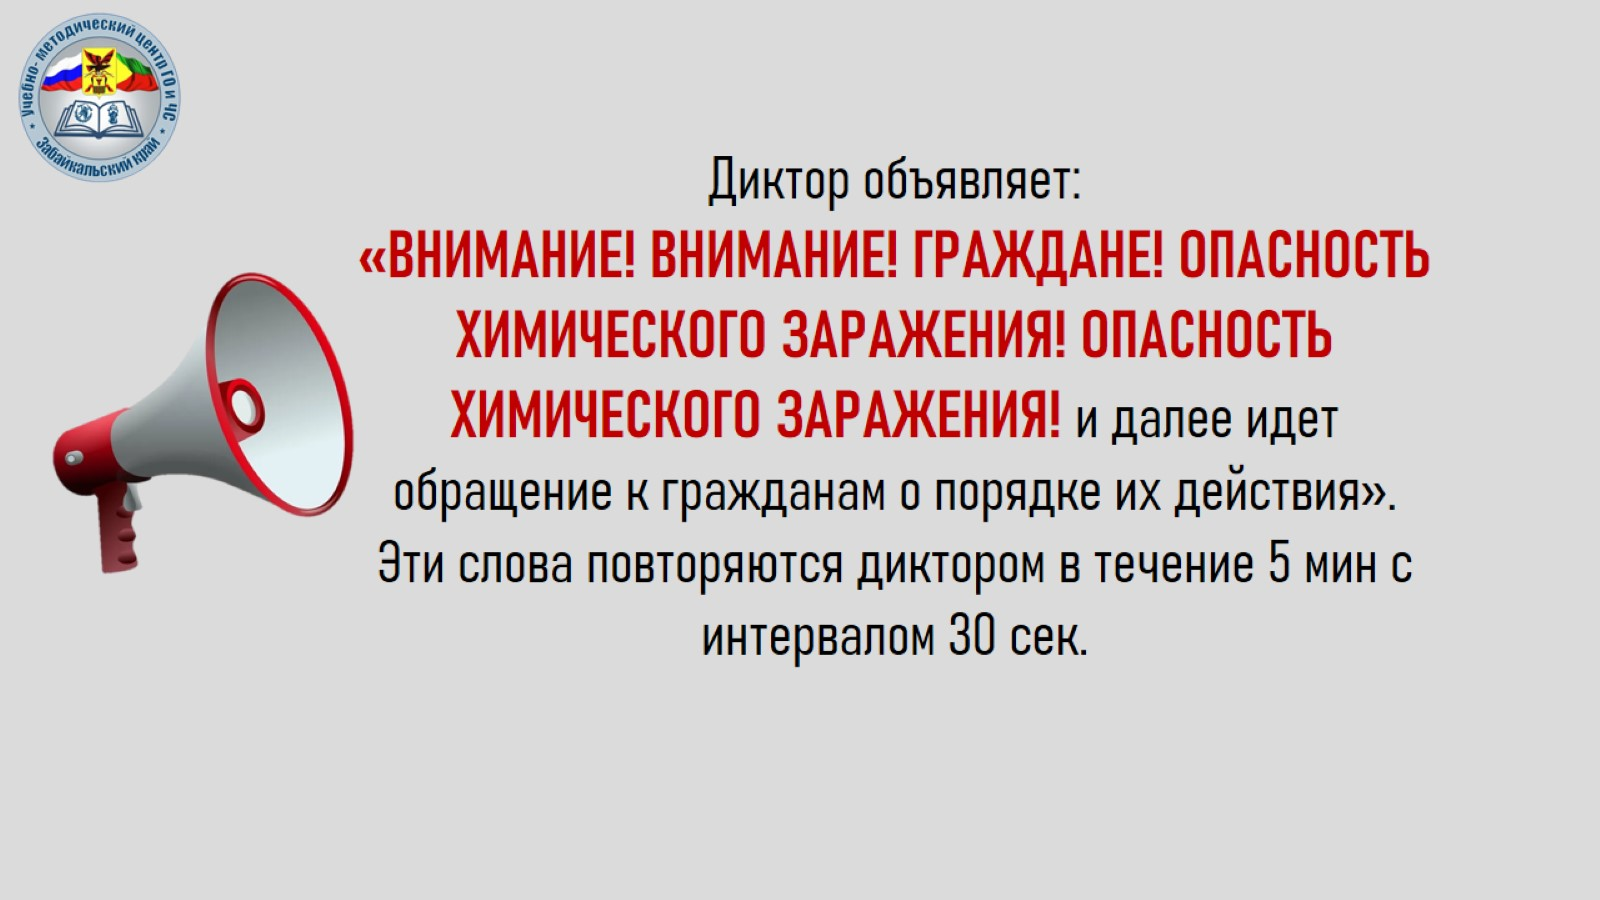 Учебно- методический центр ГО и ЧС
* Забайкальский край *
Диктор объявляет:
«ВНИМАНИЕ! ВНИМАНИЕ! ГРАЖДАНЕ! ОПАСНОСТЬ
ХИМИЧЕСКОГО ЗАРАЖЕНИЯ! ОПАСНОСТЬ
ХИМИЧЕСКОГО ЗАРАЖЕНИЯ! и далее идет
обращение к гражданам о порядке их действия».
Эти слова повторяются диктором в течение 5 мин с
интервалом 30 сек.